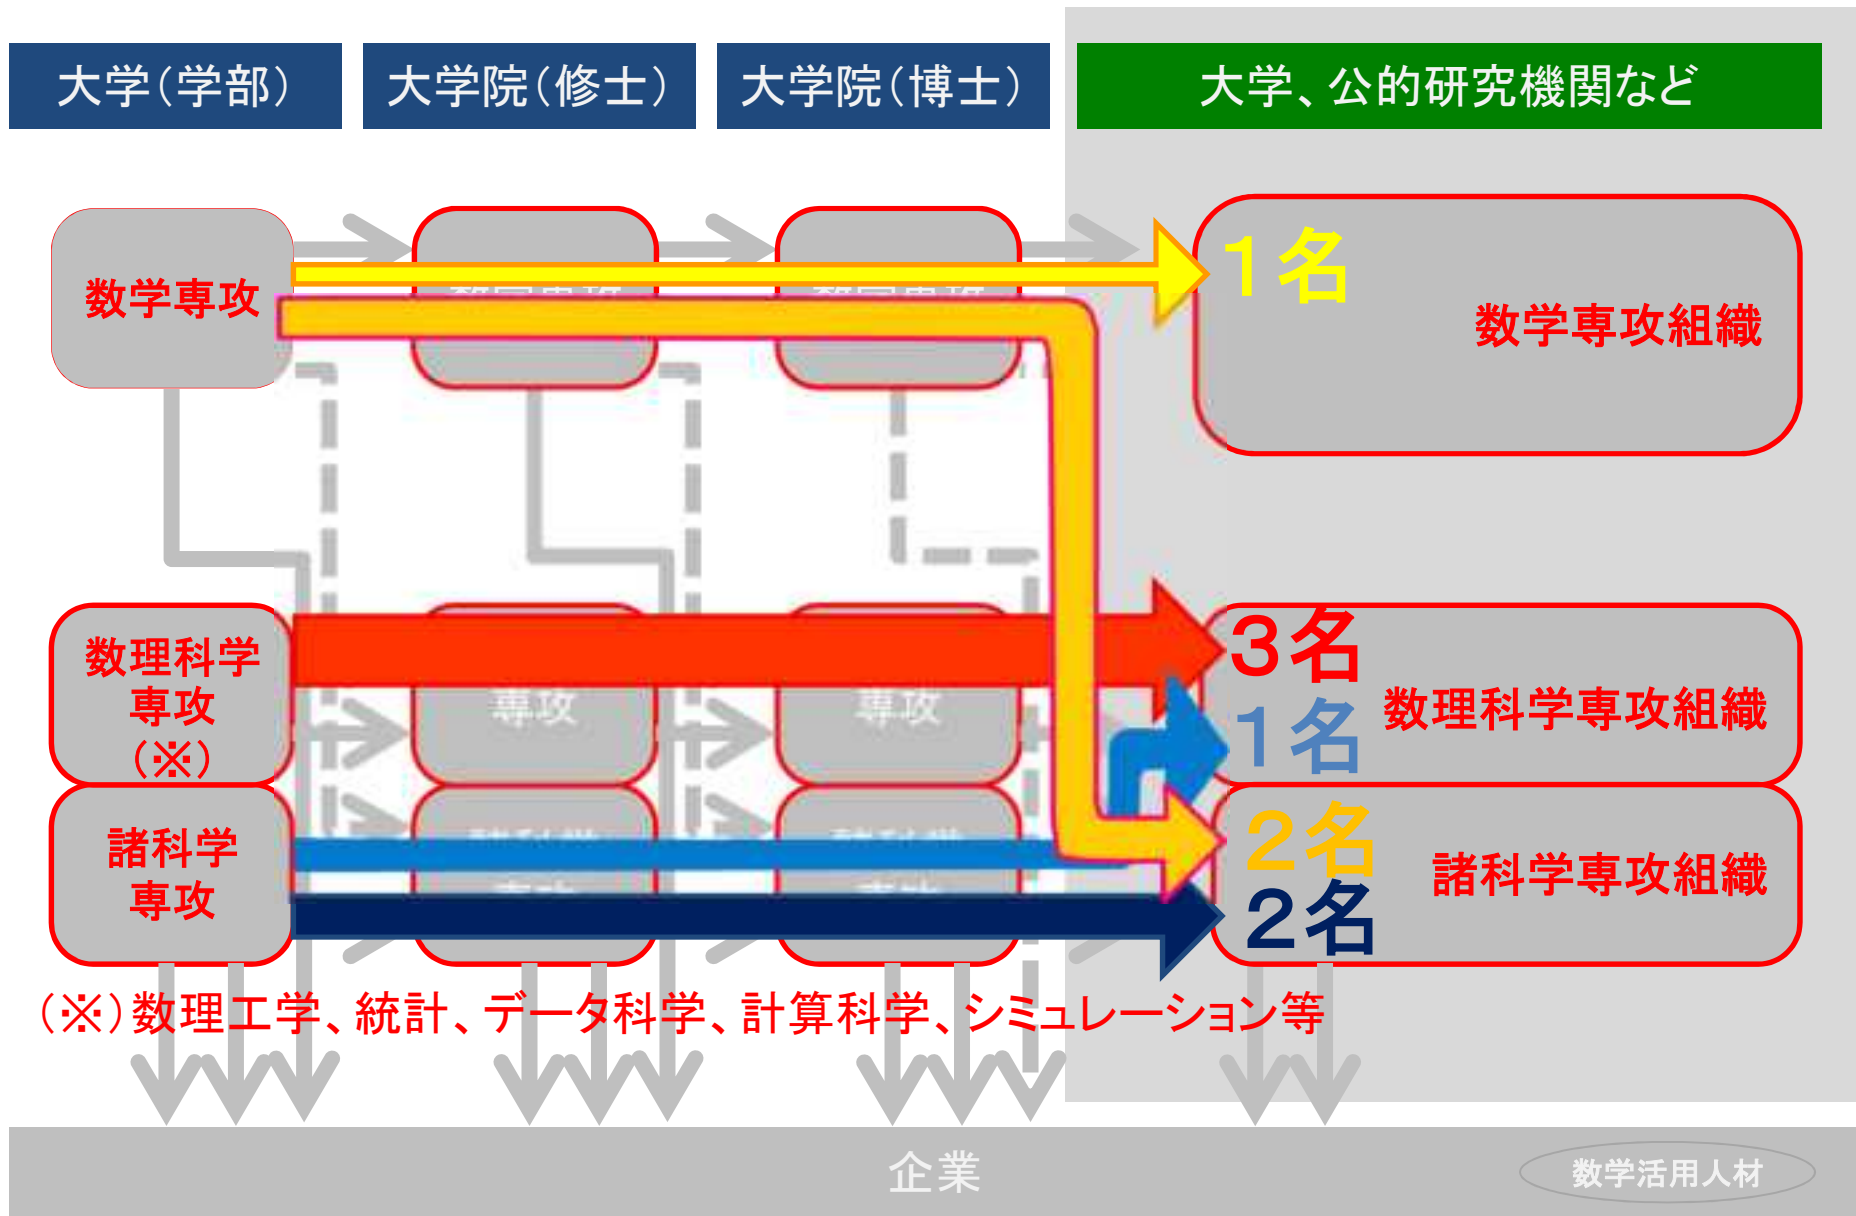 大学（学部）
大学院（修士）
大学院（博士）
大学、公的研究機関など
数学専攻
１名
数学専攻組織
数理科学
専攻
（※）
専攻
専攻
３名
１名
数理科学専攻組織
諸科学
専攻
２名
２名
諸科学専攻組織
（※）数理工学、統計、データ科学、計算科学、シミュレーション等
企業
数学活用人材